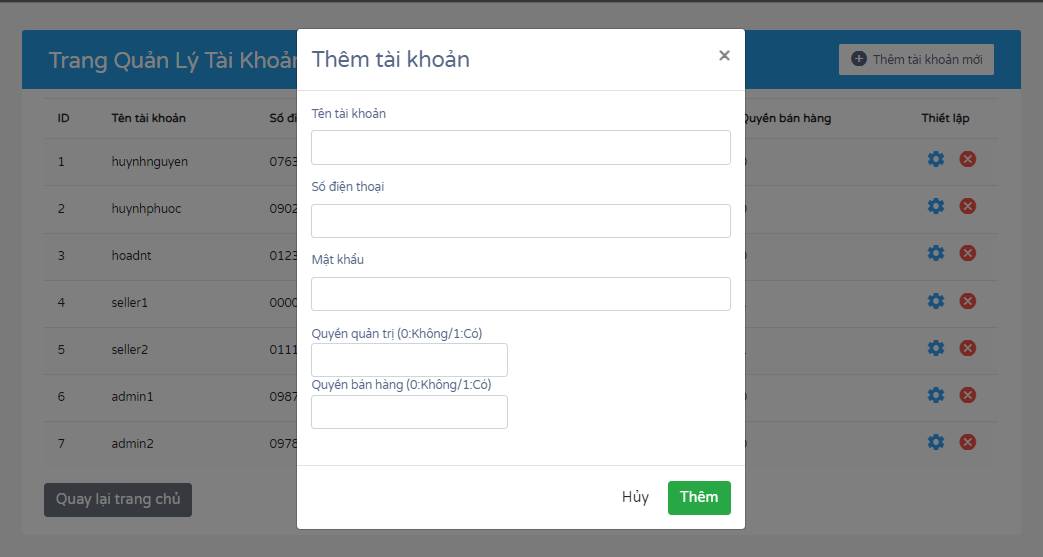 Trang Quản Lý Tài Khoản
Thêm tài khoản mới
ID Tên tài khoản Quyền bán hàng Thiết lập
1 huynhnguyen 0763
2 huynhphuoc 0902
3 hoadnt 0123
4 seller1 0000
5 seller2 0111
6 admin1 0987
7 admin2 0978
Quay lại trang chủ
Thêm tài khoản ×
Tên tài khoản
Số điện thoại
Mật khẩu
Quyền quản trị (0:Không/1:Có)
Quyền bán hàng (0:Không/1:Có)
Hủy Thêm